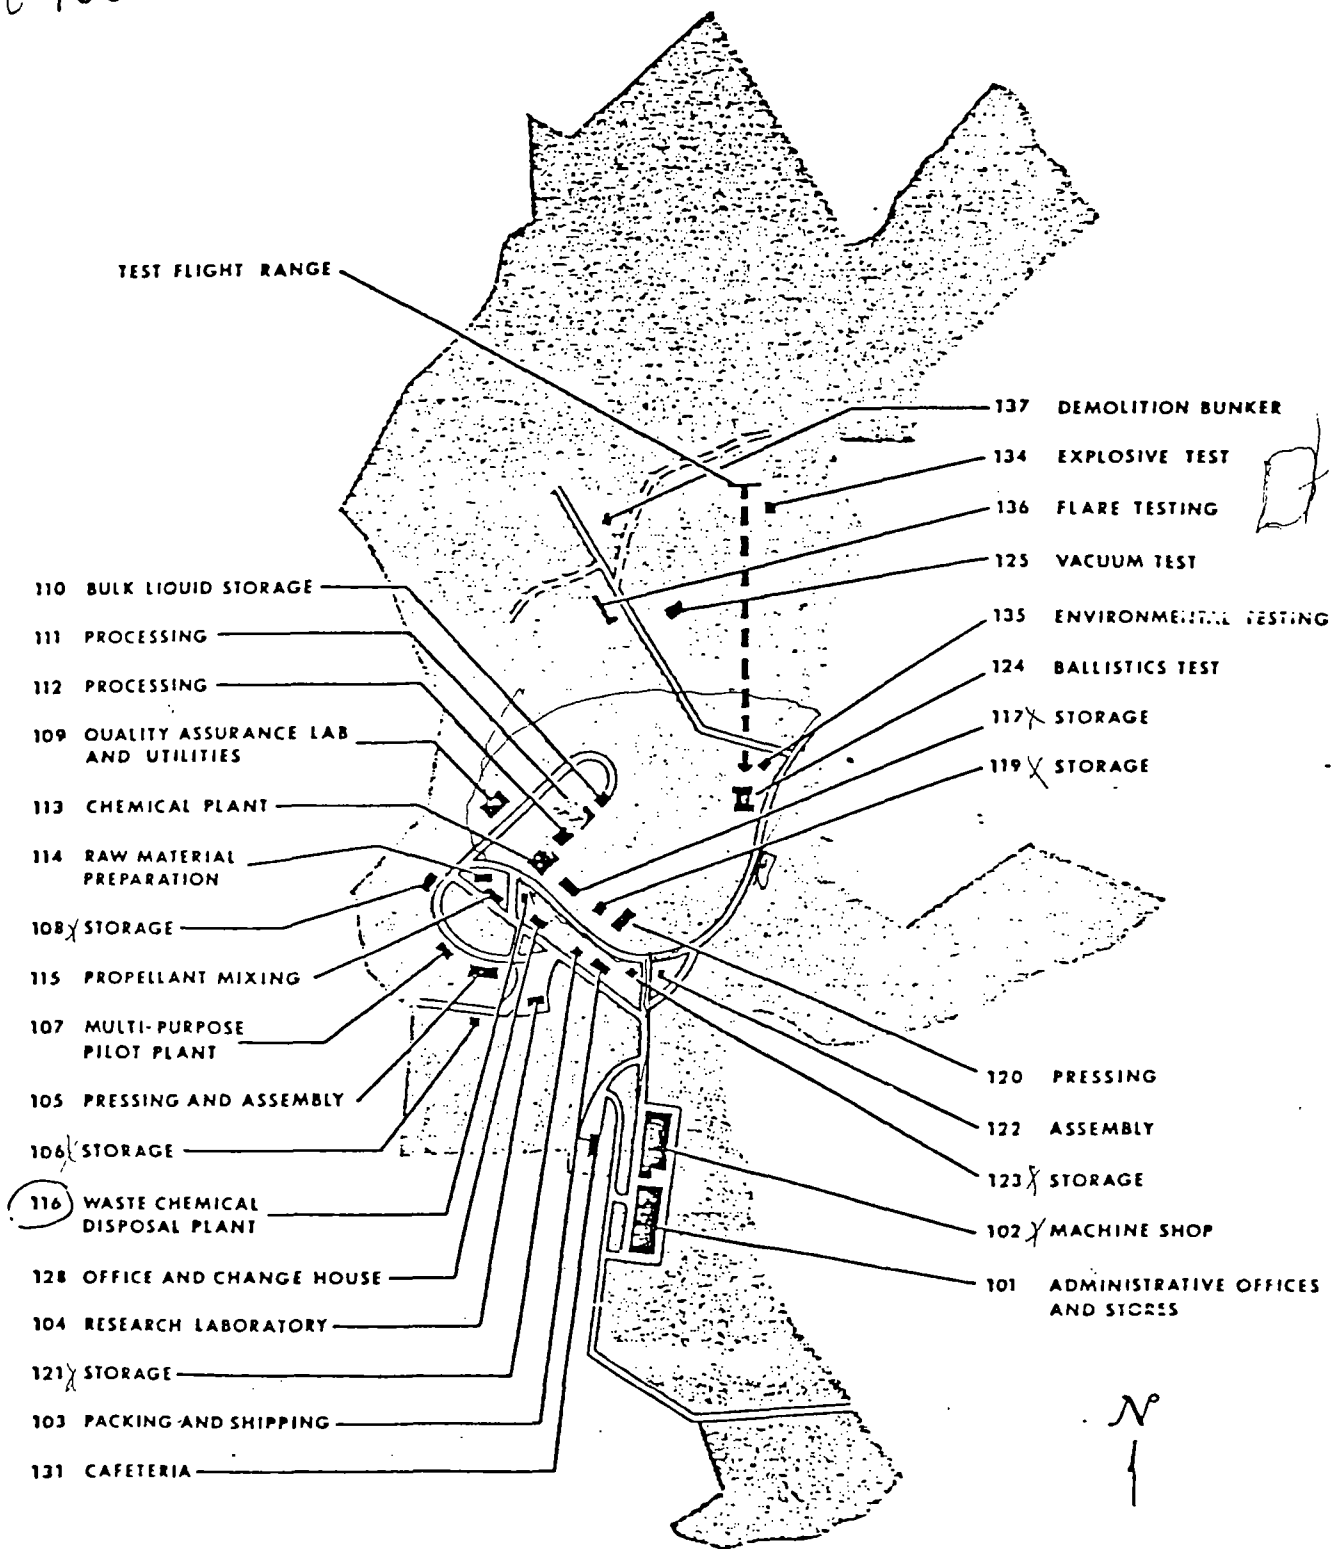 TEST FLIGHT RANGE
137 DEMOLITION BUNKER
134 EXPLOSIVE TEST
136 FLARE TESTING
125 VACUUM TEST
135 ENVIRONMENTAL TESTING
124 BALLISTICS TEST
117 STORAGE
119 STORAGE
110 BULK LIQUID STORAGE
111 PROCESSING
112 PROCESSING
109 QUALITY ASSURANCE LAB
AND UTILITIES
113 CHEMICAL PLANT
114 RAW MATERIAL
PREPARATION
108 STORAGE
115 PROPELLANT MIXING
107 MULTI-PURPOSE
PILOT PLANT
105 PRESSING AND ASSEMBLY
106 STORAGE
116 WASTE CHEMICAL
DISPOSAL PLANT
128 OFFICE AND CHANGE HOUSE
104 RESEARCH LABORATORY
121 STORAGE
103 PACKING AND SHIPPING
131 CAFETERIA
120 PRESSING
122 ASSEMBLY
123 STORAGE
102 MACHINE SHOP
101 ADMINISTRATIVE OFFICES
AND STORES
N